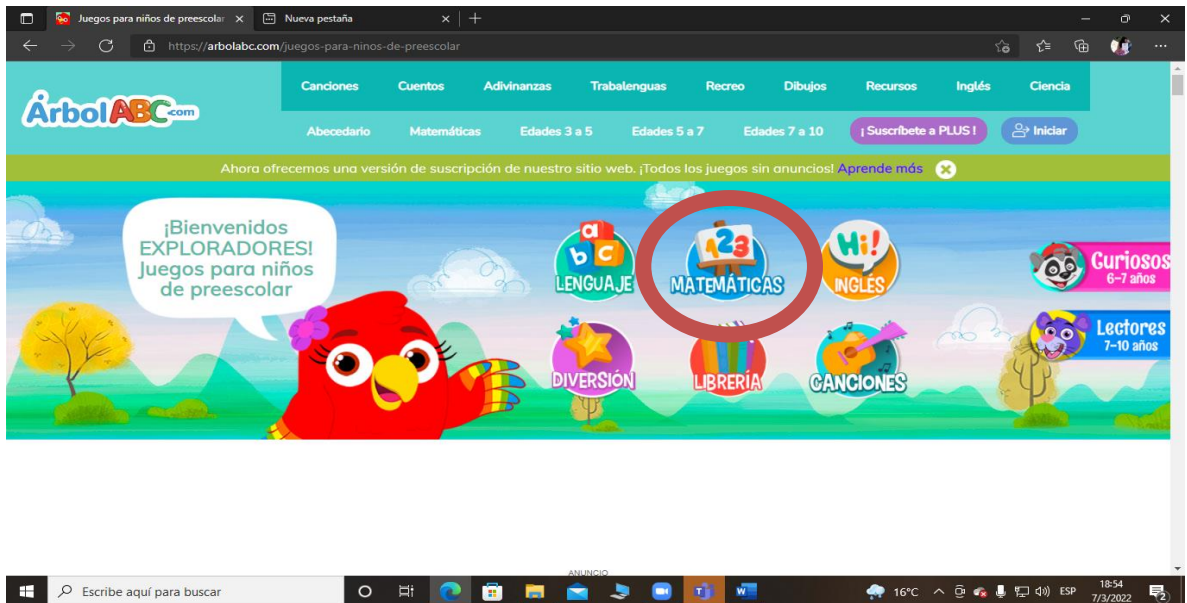 Juegos para niños de preescolar
Nueva pestaña
https://arbolabc.com/juegos-para-ninos-de-preescolar
ÁrbolABC.com
Canciones Cuentos Adivinanzas Trabalenguas Recreo Dibujos Recursos Inglés Ciencia
Abecedario Matemáticas Edades 3 a 5 Edades 5 a 7 Edades 7 a 10 ¡Suscríbete a PLUS! Iniciar
Ahora ofrecemos una versión de suscripción de nuestro sitio web. ¡Todos los juegos sin anuncios! Aprende más
¡Bienvenidos
EXPLORADORES!
Juegos para niños
de preescolar
abc
LENGUAJE
123
MATEMÁTICAS
Hi!
INGLÉS
Curiosos
6-7 años
DIVERSIÓN
LIBRERÍA
CANCIONES
Lectores
7-10 años
ANUNCIO
Escribe aquí para buscar
16°C
ESP
18:54
7/3/2022
2